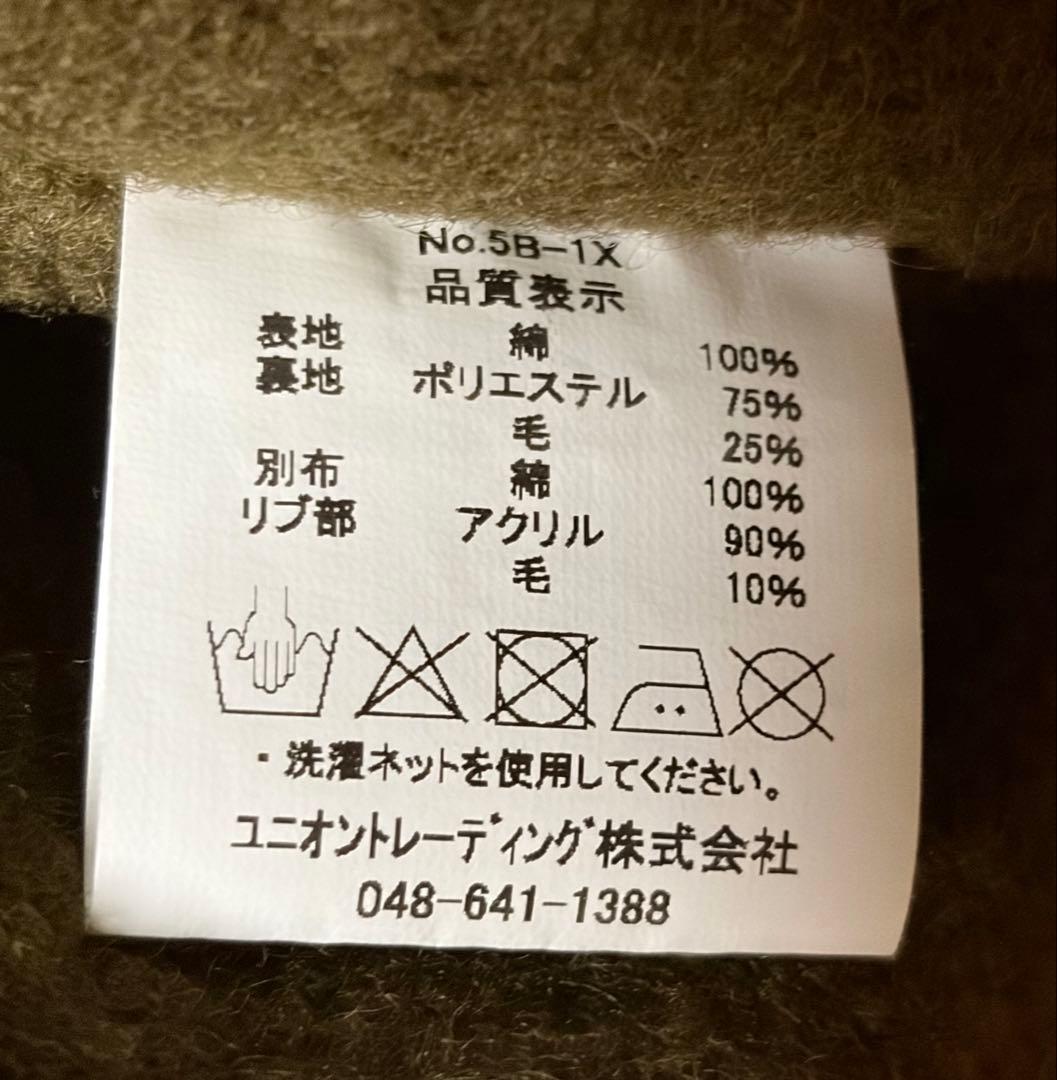 No.5B-1X
品質表示
表地 綿 100%
裏地 ポリエステル 75%
毛 25%
別布 綿 100%
リブ部 アクリル 90%
毛 10%
・洗濯ネットを使用してください。
ユニオントレーディング株式会社
048-641-1388